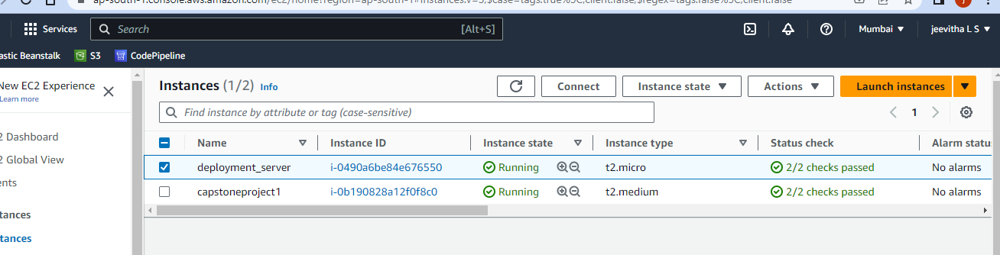 ap-south-1.console.aws.amazon.com/ec2/home?region=ap-south-1#Instances:v=3;$case=tags:true%5C,client:false;$regex=tags:false%5C,client:false
Services Search [Alt+S] Mumbai jeevitha L S
astic Beanstalk S3 CodePipeline
New EC2 Experience
Learn more
2 Dashboard
2 Global View
ents
stances
tances
Instances (1/2) Info Connect Instance state Actions Launch instances
Find instance by attribute or tag (case-sensitive) 1
Name Instance ID Instance state Instance type Status check Alarm statu
deployment_server i-0490a6be84e676550 Running t2.micro 2/2 checks passed No alarms
capstoneproject1 i-0b190828a12f0f8c0 Running t2.medium 2/2 checks passed No alarms